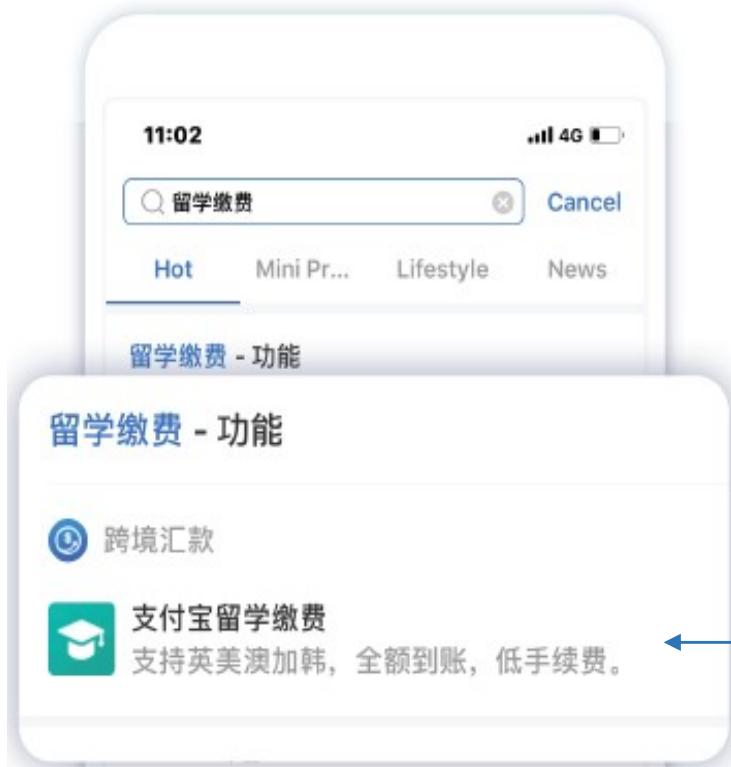 11:02 4G
留学缴费 Cancel
Hot Mini Pr... Lifestyle News
留学缴费 - 功能
留学缴费 - 功能
跨境汇款
支付宝留学缴费
支持英美澳加韩，全额到账，低手续费。